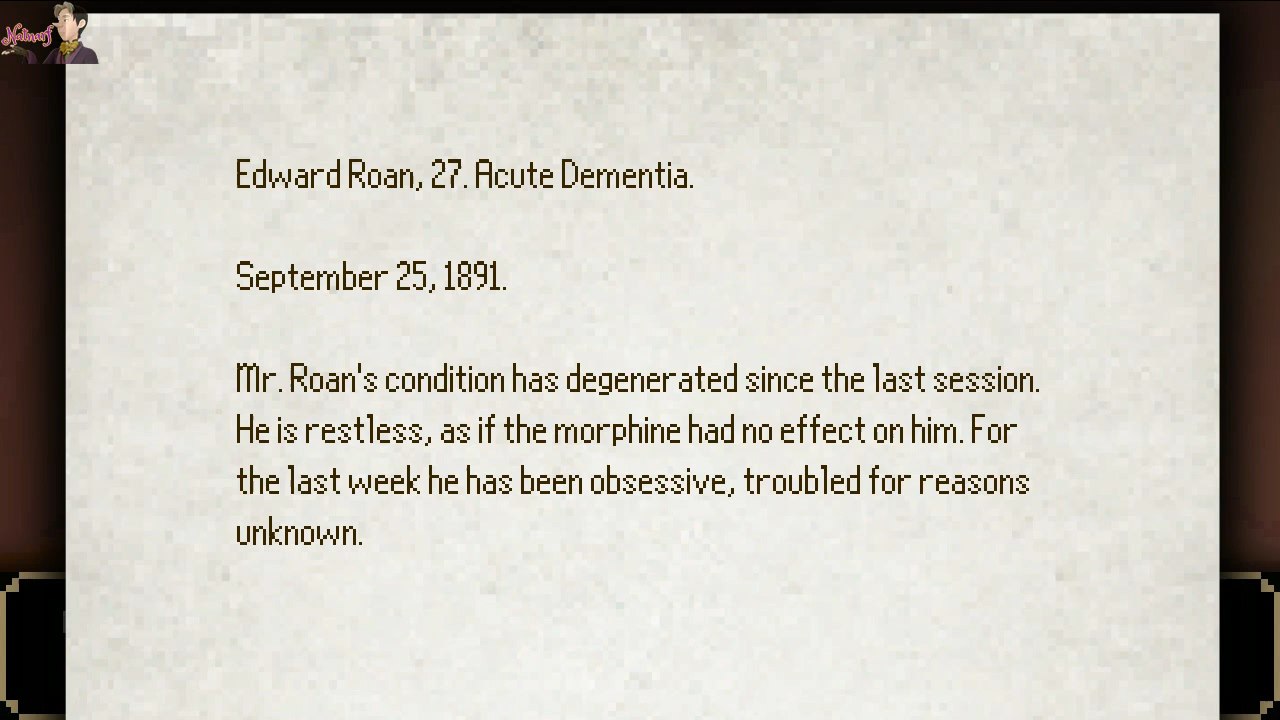 Natnarf
Edward Roan, 27. Acute Dementia.
September 25, 1891.
Mr. Roan's condition has degenerated since the last session.
He is restless, as if the morphine had no effect on him. For
the last week he has been obsessive, troubled for reasons
unknown.